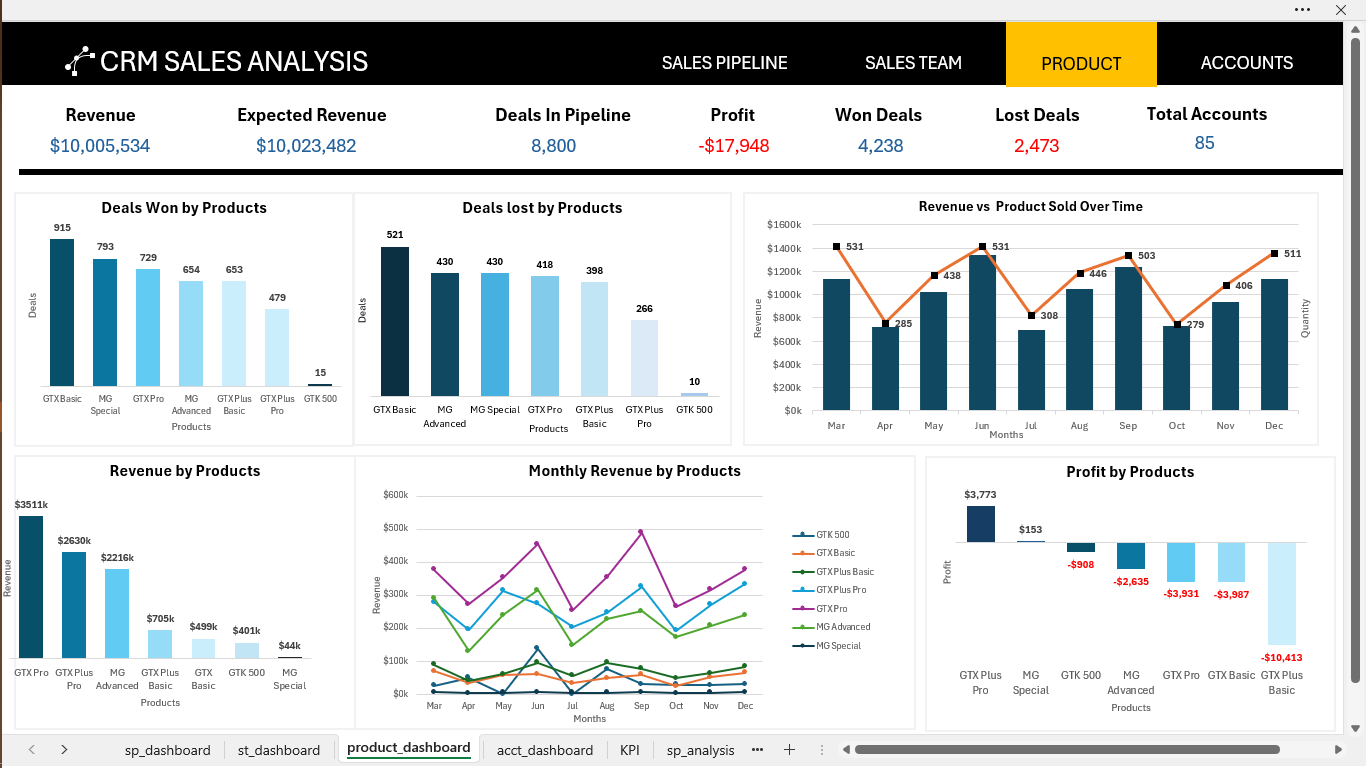 CRM SALES ANALYSIS
SALES PIPELINE
SALES TEAM
PRODUCT
ACCOUNTS
Revenue
Expected Revenue
Deals In Pipeline
Profit
Won Deals
Lost Deals
Total Accounts
$10,005,534
$10,023,482
8,800
-$17,948
4,238
2,473
85
Deals Won by Products
915
793
729
654
653
479
15
Deals
GTX Basic
MG
Special
GTX Pro
MG
Advanced
GTX Plus
Basic
GTX Plus
Pro
GTK 500
Products
Deals lost by Products
521
430
430
418
398
266
10
Deals
GTX Basic
MG
Advanced
MG Special
GTX Pro
GTX Plus
Basic
GTX Plus
Pro
GTK 500
Products
Revenue vs Product Sold Over Time
$1600k
$1400k
$1200k
$1000k
$800k
$600k
$400k
$200k
$0k
Revenue
531
285
438
531
308
446
503
279
406
511
Quantity
Mar
Apr
May
Jun
Jul
Aug
Sep
Oct
Nov
Dec
Months
Revenue by Products
$3511k
$2630k
$2216k
$705k
$499k
$401k
$44k
Revenue
GTX Pro
GTX Plus
Pro
MG
Advanced
GTX Plus
Basic
GTX
Basic
GTK 500
MG
Special
Products
Monthly Revenue by Products
$600k
$500k
$400k
$300k
$200k
$100k
$0k
Revenue
Mar
Apr
May
Jun
Jul
Aug
Sep
Oct
Nov
Dec
Months
GTK 500
GTX Basic
GTX Plus Basic
GTX Plus Pro
GTX Pro
MG Advanced
MG Special
Profit by Products
$3,773
$153
-$908
-$2,635
-$3,931
-$3,987
-$10,413
Profit
GTX Plus
Pro
MG
Special
GTK 500
MG
Advanced
GTX Pro
GTX Basic
GTX Plus
Basic
Products
sp_dashboard
st_dashboard
product_dashboard
acct_dashboard
KPI
sp_analysis